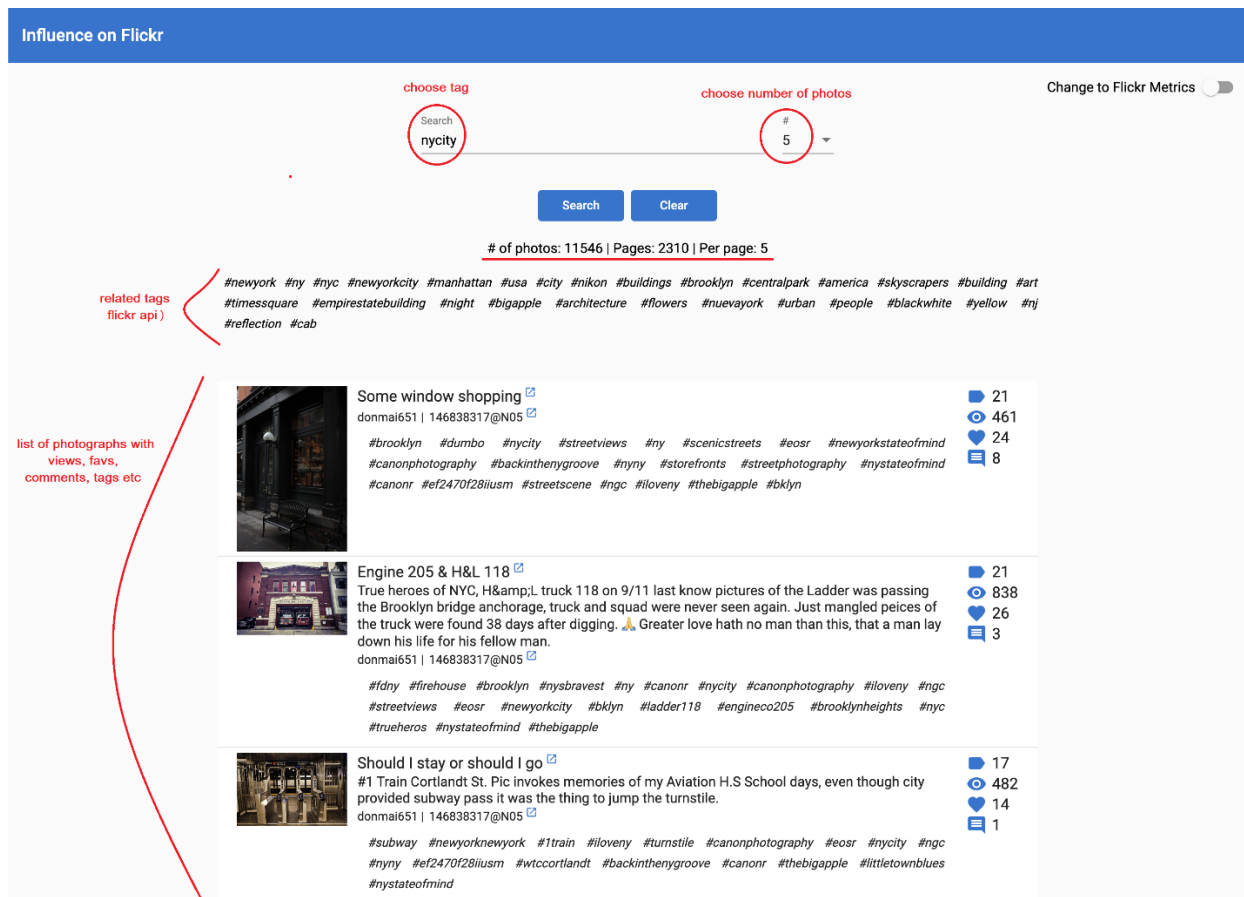 Influence on Flickr
Change to Flickr Metrics
choose tag
choose number of photos
Search
nycity
#
5
Search
Clear
# of photos: 11546 | Pages: 2310 | Per page: 5
related tags
flickr api )
#newyork #ny #nyc #newyorkcity #manhattan #usa #city #nikon #buildings #brooklyn #centralpark #america #skyscrapers #building #art
#timessquare #empirestatebuilding #night #bigapple #architecture #flowers #nuevayork #urban #people #blackwhite #yellow #nj
#reflection #cab
list of photographs with
views, favs,
comments, tags etc
Some window shopping
donmai651 | 146838317@N05
#brooklyn #dumbo #nycity #streetviews #ny #scenicstreets #eosr #newyorkstateofmind
#canonphotography #backinthenygroove #nyny #storefronts #streetphotography #nystateofmind
#canonr #ef2470f28iiusm #streetscene #ngc #iloveny #thebigapple #bklyn
21
461
24
8
Engine 205 & H&L 118
True heroes of NYC, H&amp;L truck 118 on 9/11 last know pictures of the Ladder was passing
the Brooklyn bridge anchorage, truck and squad were never seen again. Just mangled peices of
the truck were found 38 days after digging. 🙏 Greater love hath no man than this, that a man lay
down his life for his fellow man.
donmai651 | 146838317@N05
#fdny #firehouse #brooklyn #nysbravest #ny #canonr #nycity #canonphotography #iloveny #ngc
#streetviews #eosr #newyorkcity #bklyn #ladder118 #engineco205 #brooklynheights #nyc
#trueheros #nystateofmind #thebigapple
21
838
26
3
Should I stay or should I go
#1 Train Cortlandt St. Pic invokes memories of my Aviation H.S School days, even though city
provided subway pass it was the thing to jump the turnstile.
donmai651 | 146838317@N05
#subway #newyorknewyork #1train #iloveny #turnstile #canonphotography #eosr #nycity #ngc
#nyny #ef2470f28iiusm #wtccortlandt #backinthenygroove #canonr #thebigapple #littletownblues
#nystateofmind
17
482
14
1